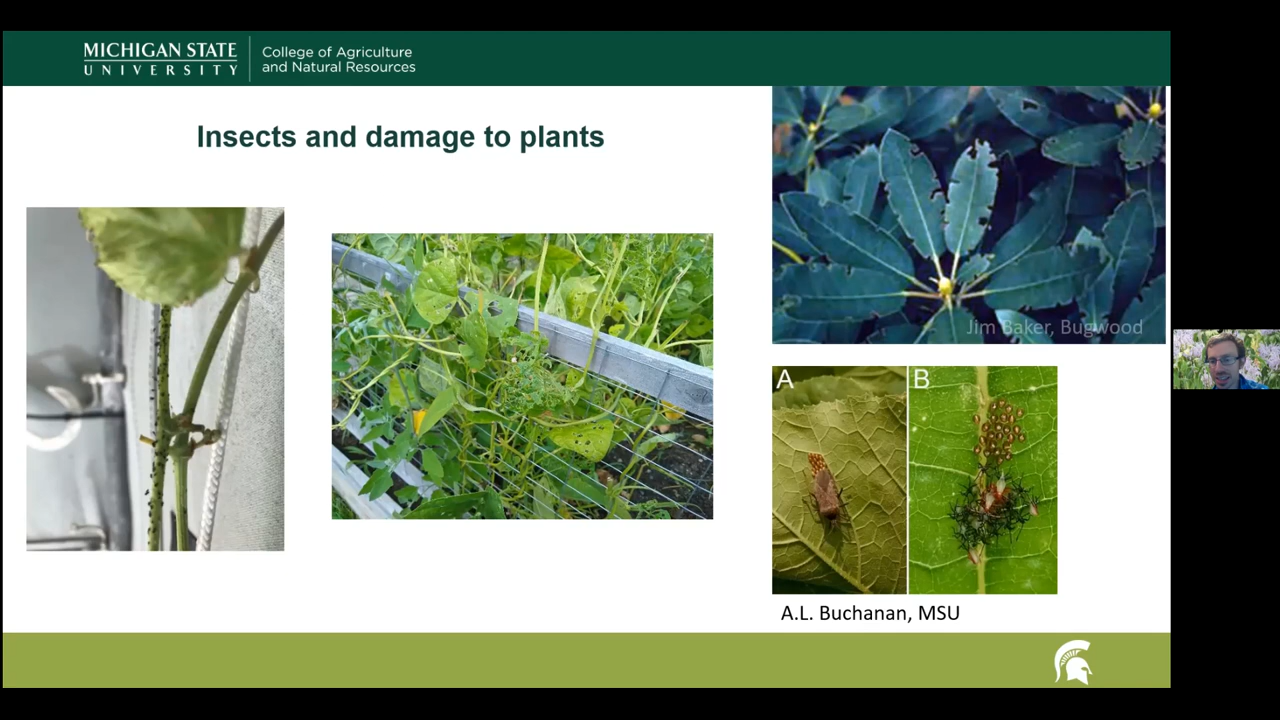 MICHIGAN STATE
UNIVERSITY
College of Agriculture
and Natural Resources
Insects and damage to plants
Jim Baker, Bugwood
A
B
A.L. Buchanan, MSU